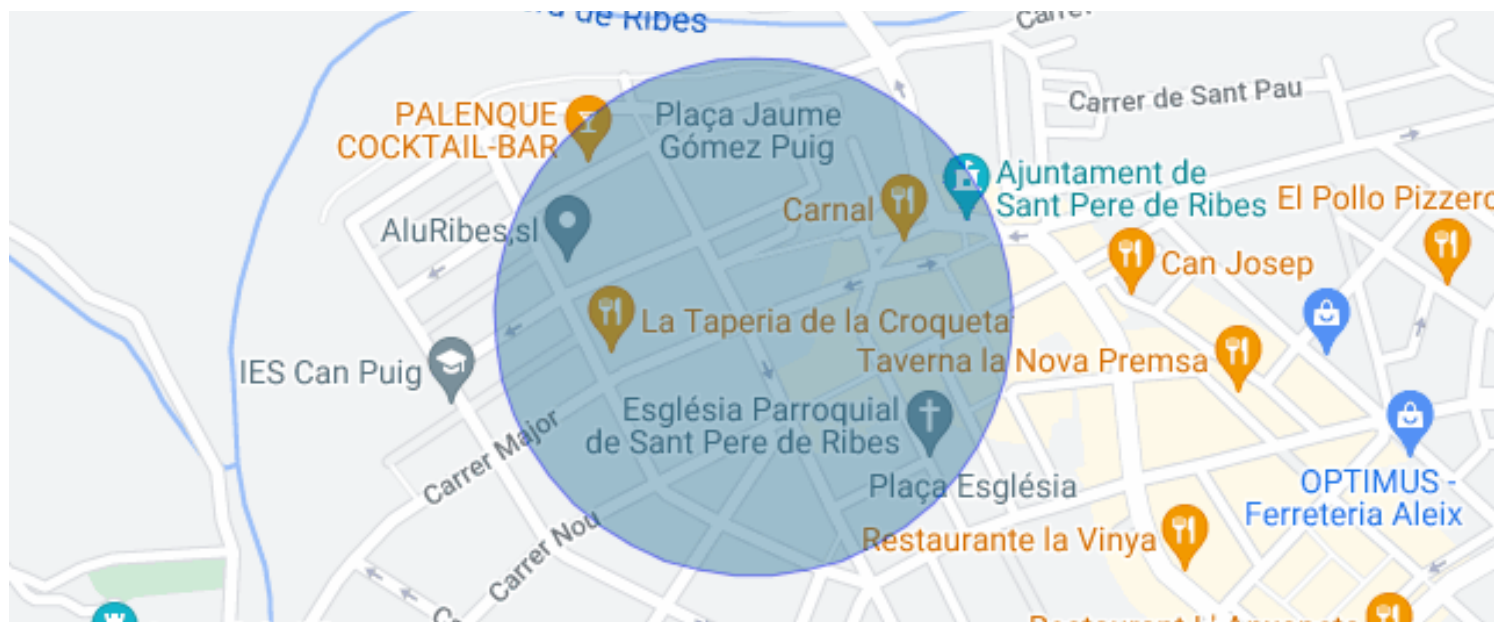 de Ribes
Carrer
PALENQUE
COCKTAIL-BAR
Plaça Jaume
Gómez Puig
Carrer de Sant Pau
Ajuntament de
Sant Pere de Ribes
El Pollo Pizzero
Carnal
AluRibes,sl
Can Josep
La Taperia de la Croqueta
Taverna la Nova Premsa
IES Can Puig
Església Parroquial
de Sant Pere de Ribes
Carrer Major
Plaça Església
OPTIMUS -
Ferreteria Aleix
Carrer Nou
Restaurante la Vinya